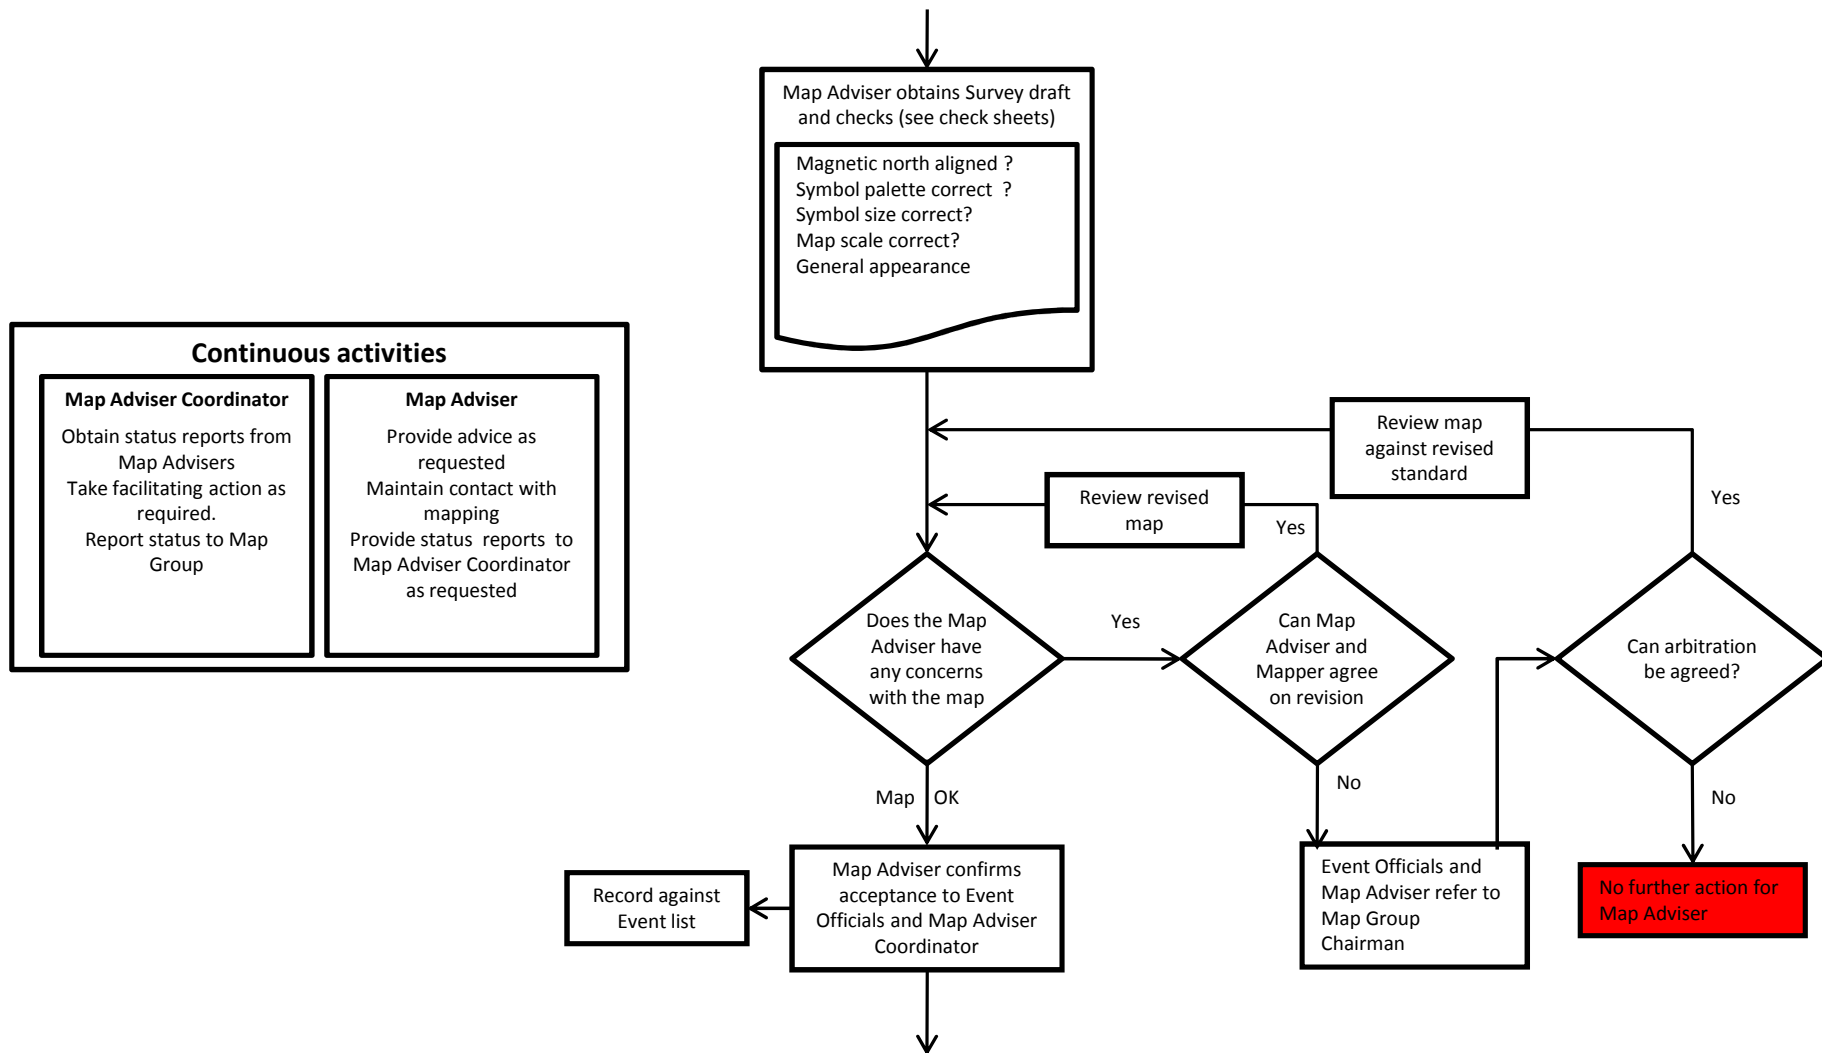 Map Adviser obtains Survey draft
and checks (see check sheets)
Magnetic north aligned ?
Symbol palette correct ?
Symbol size correct?
Map scale correct?
General appearance
Continuous activities
Map Adviser Coordinator
Obtain status reports from
Map Advisers
Take facilitating action as
required.
Report status to Map
Group
Map Adviser
Provide advice as
requested
Maintain contact with
mapping
Provide status reports to
Map Adviser Coordinator
as requested
Review map
against revised
standard
Yes
Review revised
map
Yes
Does the Map
Adviser have
any concerns
with the map
Yes
Can Map
Adviser and
Mapper agree
on revision
Can arbitration
be agreed?
Map OK
No
No
Record against
Event list
Map Adviser confirms
acceptance to Event
Officials and Map Adviser
Coordinator
Event Officials and
Map Adviser refer to
Map Group
Chairman
No further action for
Map Adviser